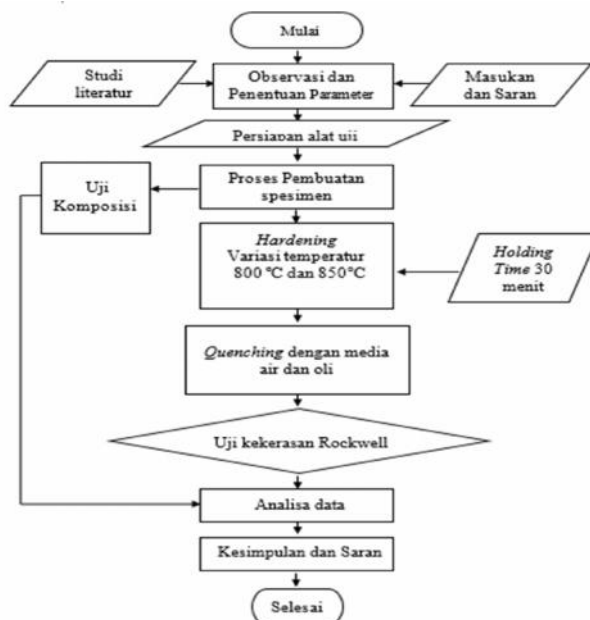 Mulai
Studi
literatur
Observasi dan
Penentuan Parameter
Masukan
dan Saran
Persiapan alat uji
Uji
Komposisi
Proses Pembuatan
spesimen
Hardening
Variasi temperatur
800 °C dan 850°C
Holding
Time 30
menit
Quenching dengan media
air dan oli
Uji kekerasan Rockwell
Analisa data
Kesimpulan dan Saran
Selesai